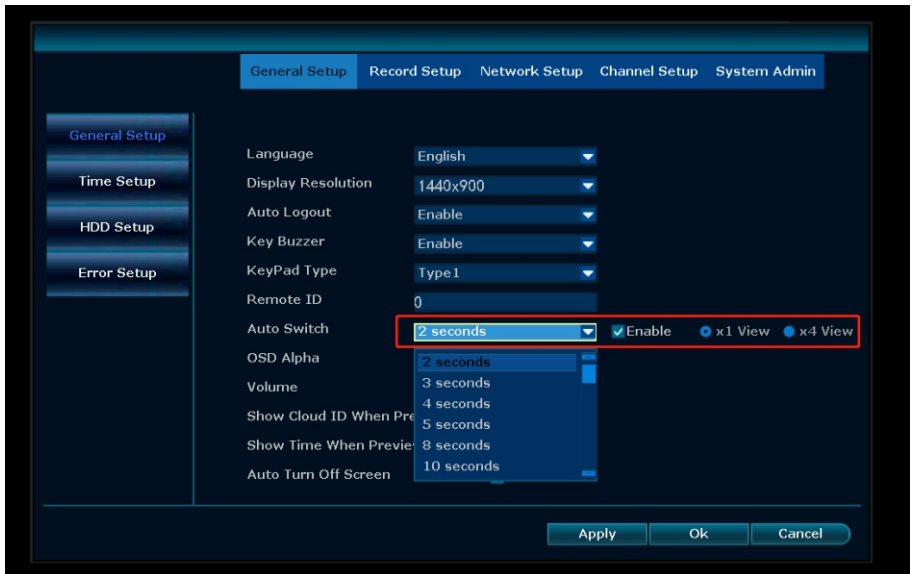 General Setup Record Setup Network Setup Channel Setup System Admin
General Setup
Time Setup
HDD Setup
Error Setup
Language English
Display Resolution 1440x900
Auto Logout Enable
Key Buzzer Enable
KeyPad Type Type1
Remote ID 0
Auto Switch 2 seconds Enable x1 View x4 View
OSD Alpha 2 seconds
Volume 3 seconds
4 seconds
Show Cloud ID When Pre 5 seconds
Show Time When Previe 8 seconds
Auto Turn Off Screen 10 seconds
Apply Ok Cancel